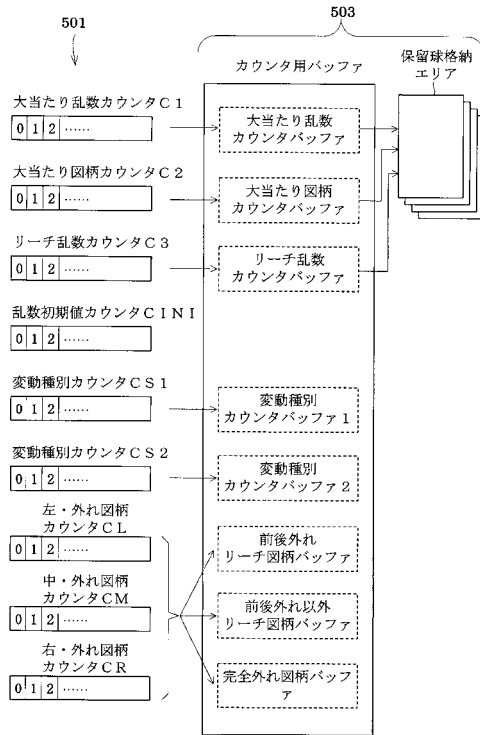 501
503
保留球格納
エリア
カウンタ用バッファ
大当たり乱数カウンタC1
0 1 2 ……
大当たり乱数
カウンタバッファ
大当たり図柄カウンタC2
0 1 2 ……
大当たり図柄
カウンタバッファ
リーチ乱数カウンタC3
0 1 2 ……
リーチ乱数
カウンタバッファ
乱数初期値カウンタCINI
0 1 2 ……
変動種別カウンタCS1
0 1 2 ……
変動種別
カウンタバッファ1
変動種別カウンタCS2
0 1 2 ……
変動種別
カウンタバッファ2
左・外れ図柄
カウンタCL
0 1 2 ……
前後外れ
リーチ図柄バッファ
中・外れ図柄
カウンタCM
0 1 2 ……
前後外れ以外
リーチ図柄バッファ
右・外れ図柄
カウンタCR
0 1 2 ……
完全外れ図柄バッフ
ァ